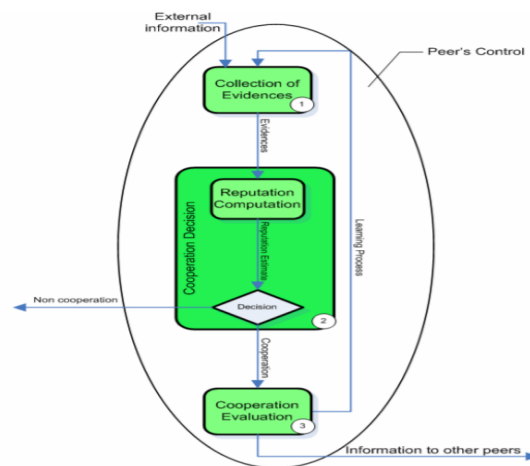 External
information
Peer's Control
Collection of
Evidences
1
Evidences
Reputation
Computation
Cooperation Decision
Reputation Estimate
Learning Process
Decision
Non cooperation
2
Cooperation
Cooperation
Evaluation
3
Information to other peers